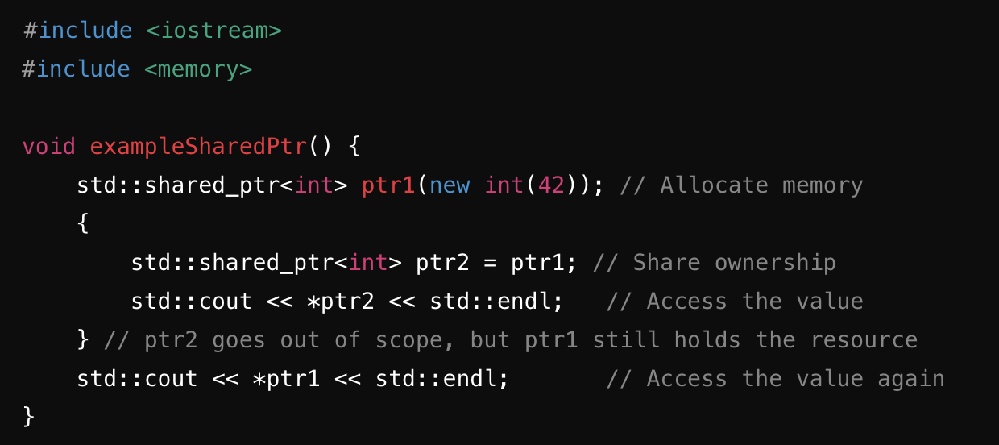 #include <iostream>
#include <memory>

void exampleSharedPtr() {
    std::shared_ptr<int> ptr1(new int(42)); // Allocate memory
    {
        std::shared_ptr<int> ptr2 = ptr1; // Share ownership
        std::cout << *ptr2 << std::endl;   // Access the value
    } // ptr2 goes out of scope, but ptr1 still holds the resource
    std::cout << *ptr1 << std::endl;       // Access the value again
}